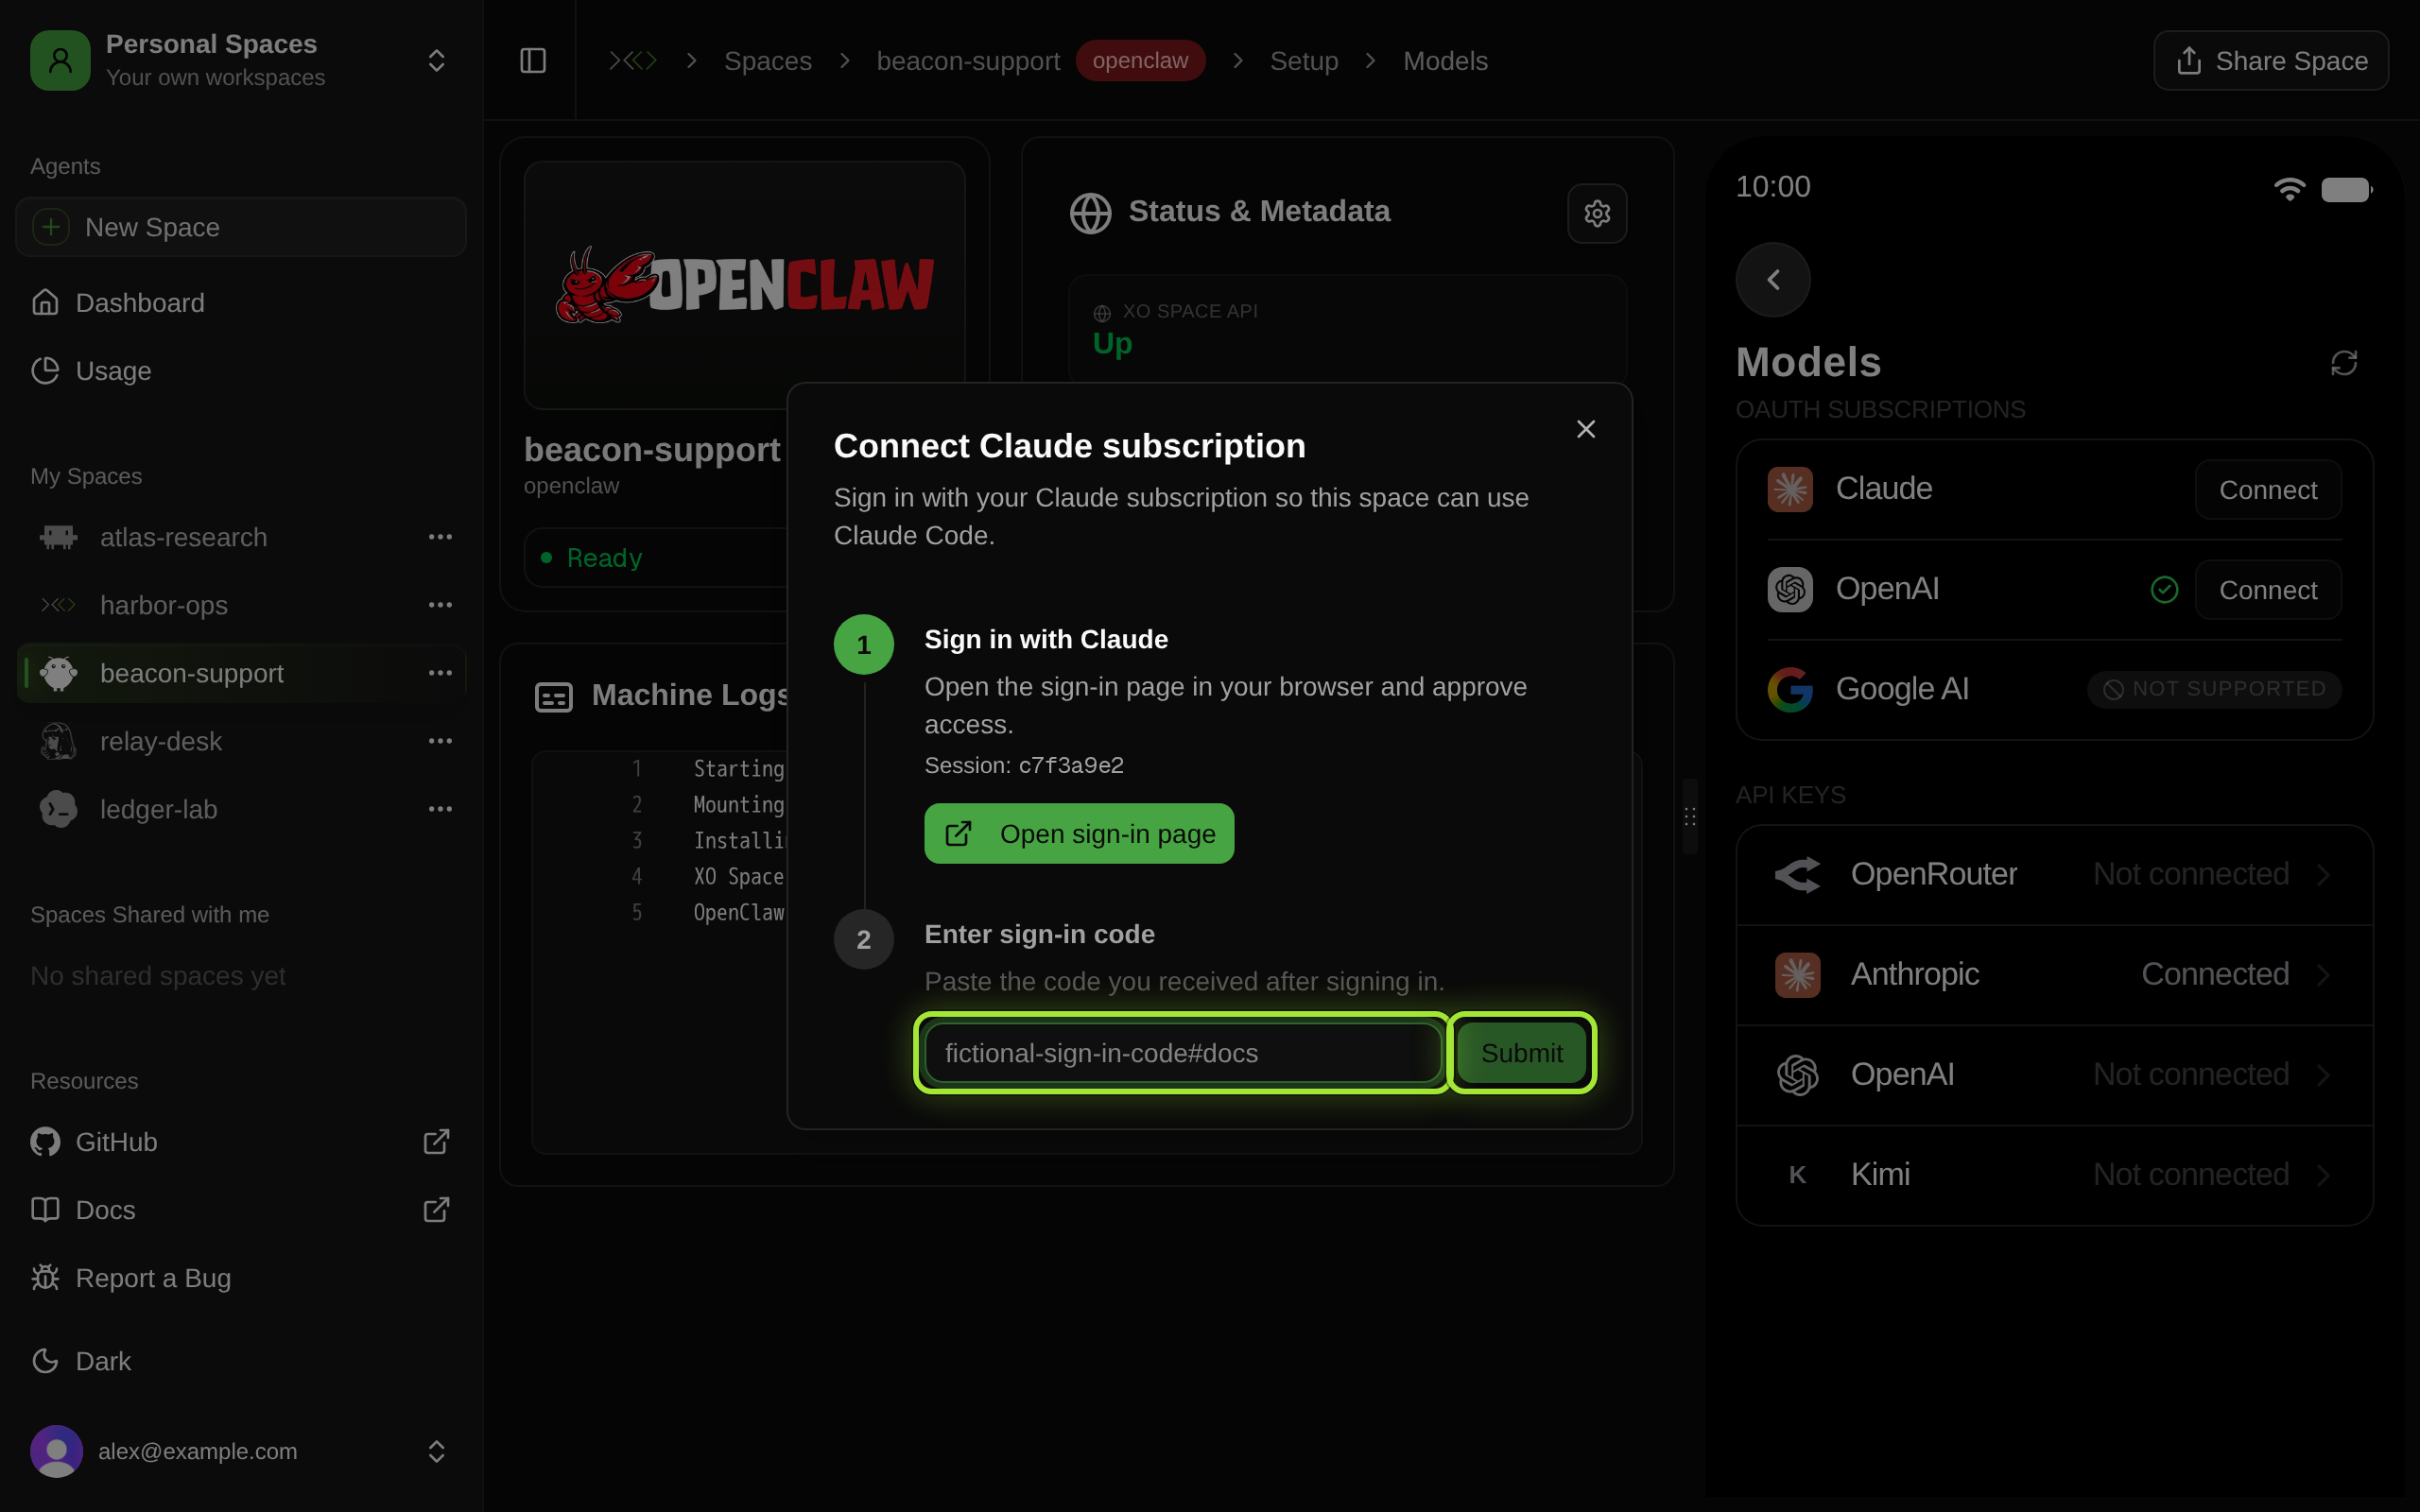 Personal Spaces
Your own workspaces
Agents
New Space
Dashboard
Usage
My Spaces
atlas-research
harbor-ops
beacon-support
relay-desk
ledger-lab
Spaces Shared with me
No shared spaces yet
Resources
GitHub
Docs
Report a Bug
Dark
alex@example.com
Spaces
beacon-support openclaw
Setup
Models
Share Space
OPENCLAW
beacon-support
openclaw
Ready
Status & Metadata
XO SPACE API
Up
Machine Logs
1 Starting
2 Mounting
3
4 XO Space
5 OpenClaw
Connect Claude subscription
Sign in with your Claude subscription so this space can use
Claude Code.
1 Sign in with Claude
Open the sign-in page in your browser and approve
access.
Session: c7f3a9e2
Open sign-in page
2 Enter sign-in code
Paste the code you received after signing in.
fictional-sign-in-code#docs
Submit
10:00
Models
OAUTH SUBSCRIPTIONS
Claude Connect
OpenAI Connect
Google AI NOT SUPPORTED
API KEYS
OpenRouter Not connected
Anthropic Connected
OpenAI Not connected
K Kimi Not connected